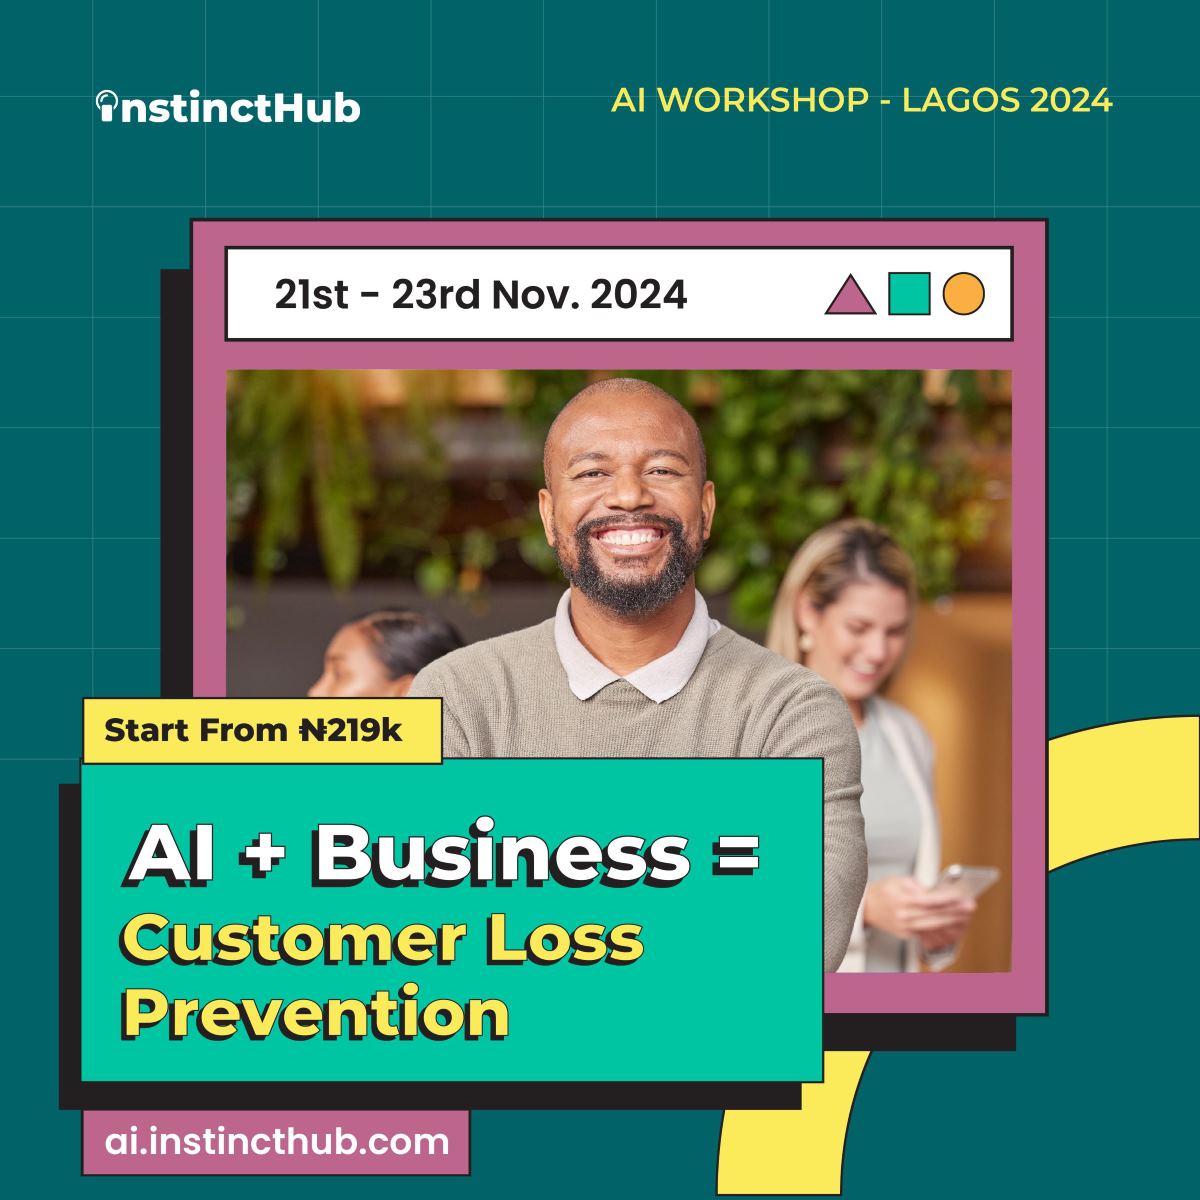 instinctHub
AI WORKSHOP - LAGOS 2024
21st - 23rd Nov. 2024
Start From ₦219k
AI + Business =
Customer Loss
Prevention
ai.instincthub.com